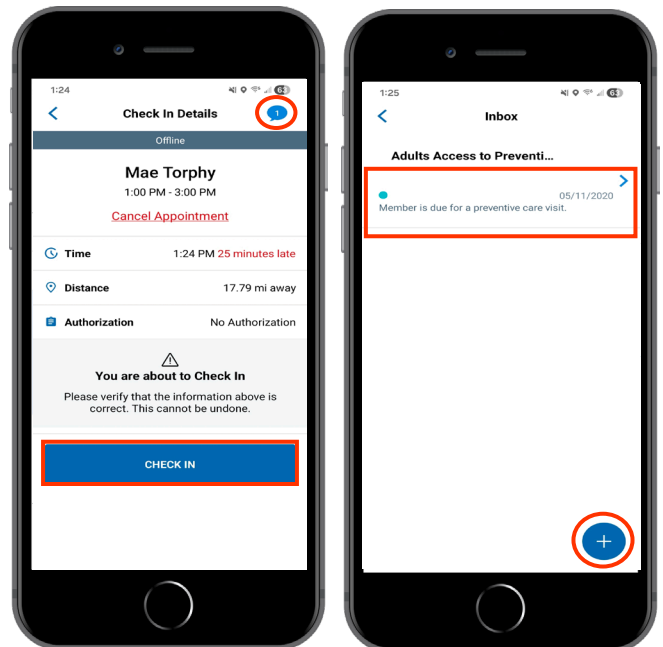 1:24
63
Check In Details
1
Offline
Mae Torphy
1:00 PM - 3:00 PM
Cancel Appointment
Time
1:24 PM 25 minutes late
Distance
17.79 mi away
Authorization
No Authorization
You are about to Check In
Please verify that the information above is
correct. This cannot be undone.
CHECK IN
1:25
63
Inbox
Adults Access to Preventi...
05/11/2020
Member is due for a preventive care visit.